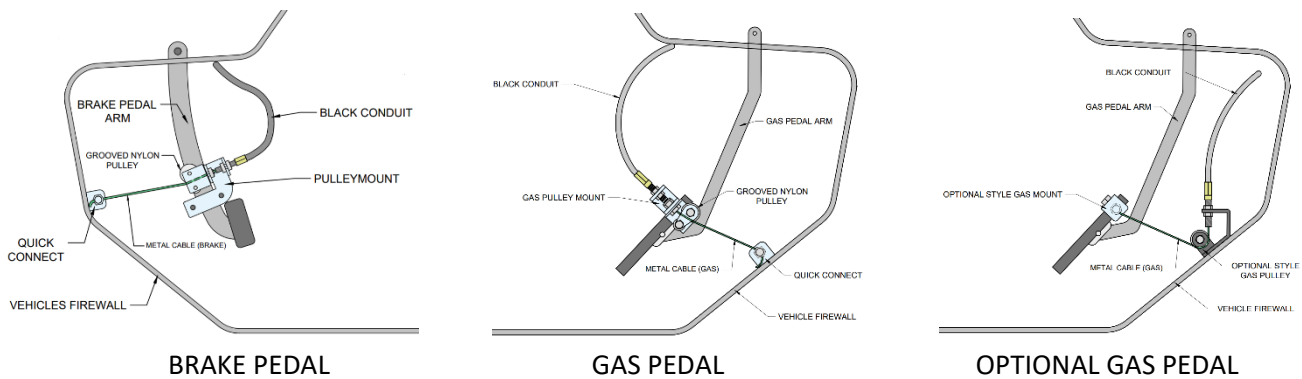 BRAKE PEDAL
ARM
BLACK CONDUIT
GROOVED NYLON
PULLEY
PULLEYMOUNT
QUICK
CONNECT
METAL CABLE (BRAKE)
VEHICLES FIREWALL
BRAKE PEDAL
BLACK CONDUIT
GAS PEDAL ARM
GAS PULLEY MOUNT
GROOVED NYLON
PULLEY
METAL CABLE (GAS)
QUICK CONNECT
VEHICLE FIREWALL
GAS PEDAL
BLACK CONDUIT
GAS PEDAL ARM
OPTIONAL STYLE GAS MOUNT
METAL CABLE (GAS)
OPTIONAL STYLE
GAS PULLEY
VEHICLE FIREWALL
OPTIONAL GAS PEDAL